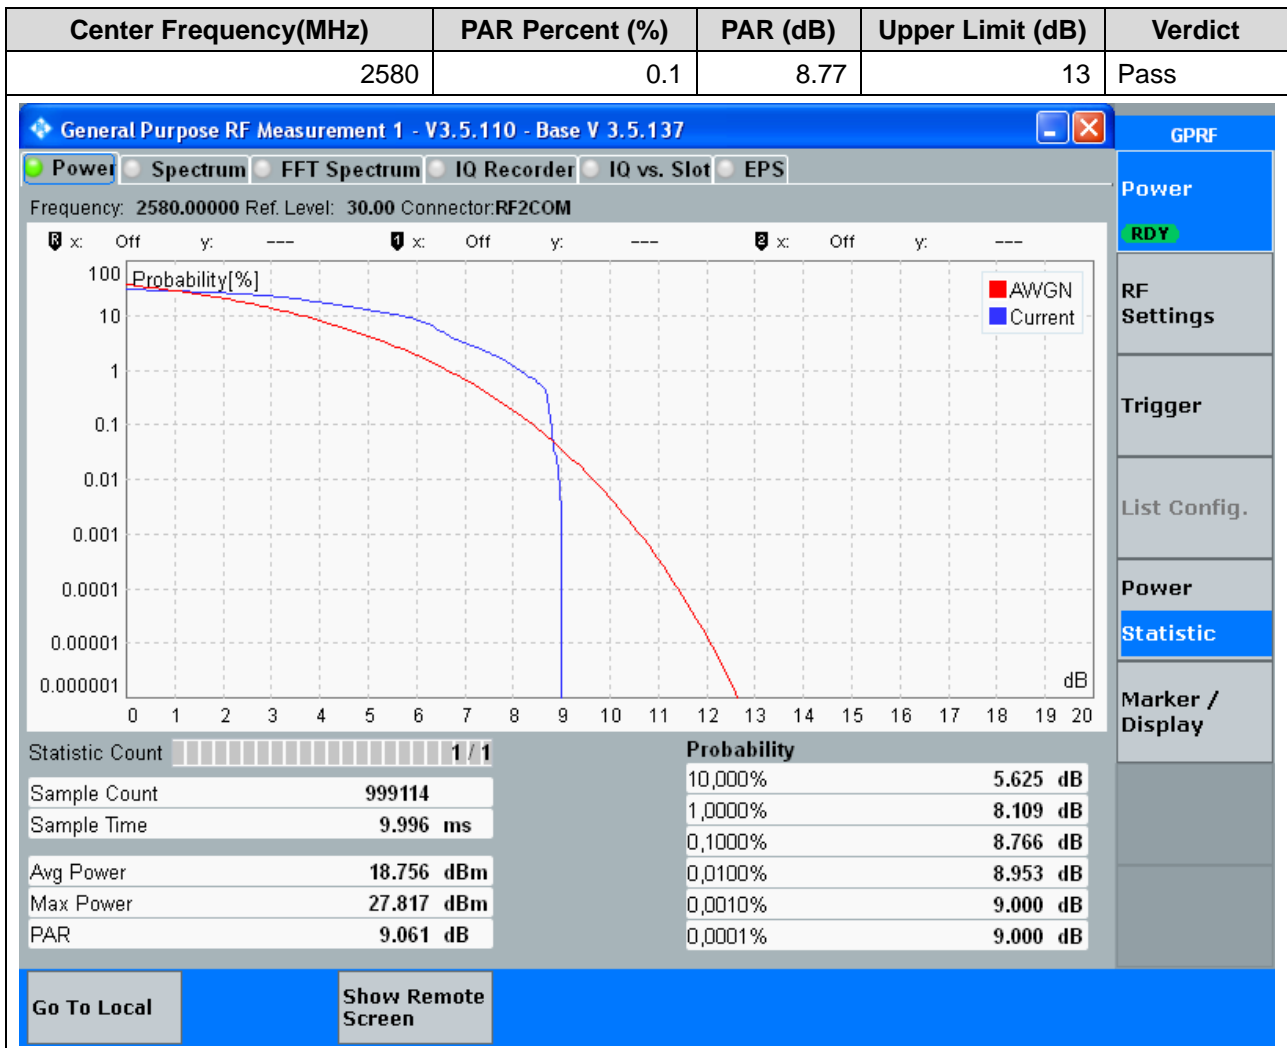 Center Frequency(MHz) PAR Percent (%) PAR (dB) Upper Limit (dB) Verdict
2580 0.1 8.77 13 Pass
General Purpose RF Measurement 1 - V3.5.110 - Base V 3.5.137
GPRF
Power Spectrum FFT Spectrum IQ Recorder IQ vs. Slot EPS
Power
RDY
Frequency: 2580.00000 Ref. Level: 30.00 Connector:RF2COM
R x: Off y: --- 1 x: Off y: --- 2 x: Off y: ---
Probability[%]
AWGN
Current
100
10
1
0.1
0.01
0.001
0.0001
0.00001
0.000001
dB
0 1 2 3 4 5 6 7 8 9 10 11 12 13 14 15 16 17 18 19 20
RF
Settings
Trigger
List Config.
Power
Statistic
Marker /
Display
Statistic Count 1 / 1
Sample Count 999114
Sample Time 9.996 ms
Avg Power 18.756 dBm
Max Power 27.817 dBm
PAR 9.061 dB
Probability
10,000% 5.625 dB
1,0000% 8.109 dB
0,1000% 8.766 dB
0,0100% 8.953 dB
0,0010% 9.000 dB
0,0001% 9.000 dB
Go To Local
Show Remote
Screen